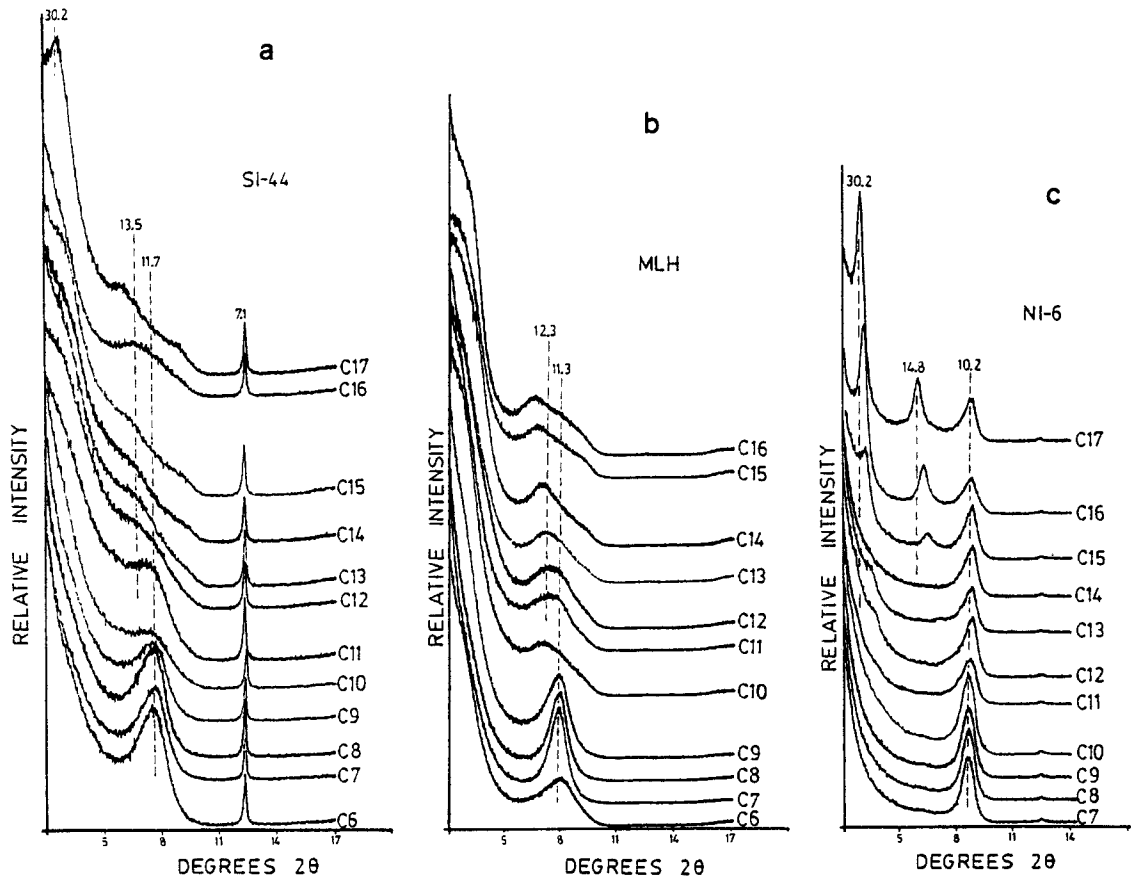 a
30.2
SI-44
13.5
11.7
7.1
C17
C16
C15
C14
C13
C12
C11
C10
C9
C8
C7
C6
RELATIVE INTENSITY
5
8
11
14
17
DEGREES 2θ
b
MLH
12.3
11.3
C16
C15
C14
C13
C12
C11
C10
C9
C8
C7
C6
RELATIVE INTENSITY
5
8
11
14
17
DEGREES 2θ
c
30.2
NI-6
14.8
10.2
C17
C16
C15
C14
C13
C12
C11
C10
C9
C8
C7
RELATIVE INTENSITY
5
8
11
14
DEGREES 2θ